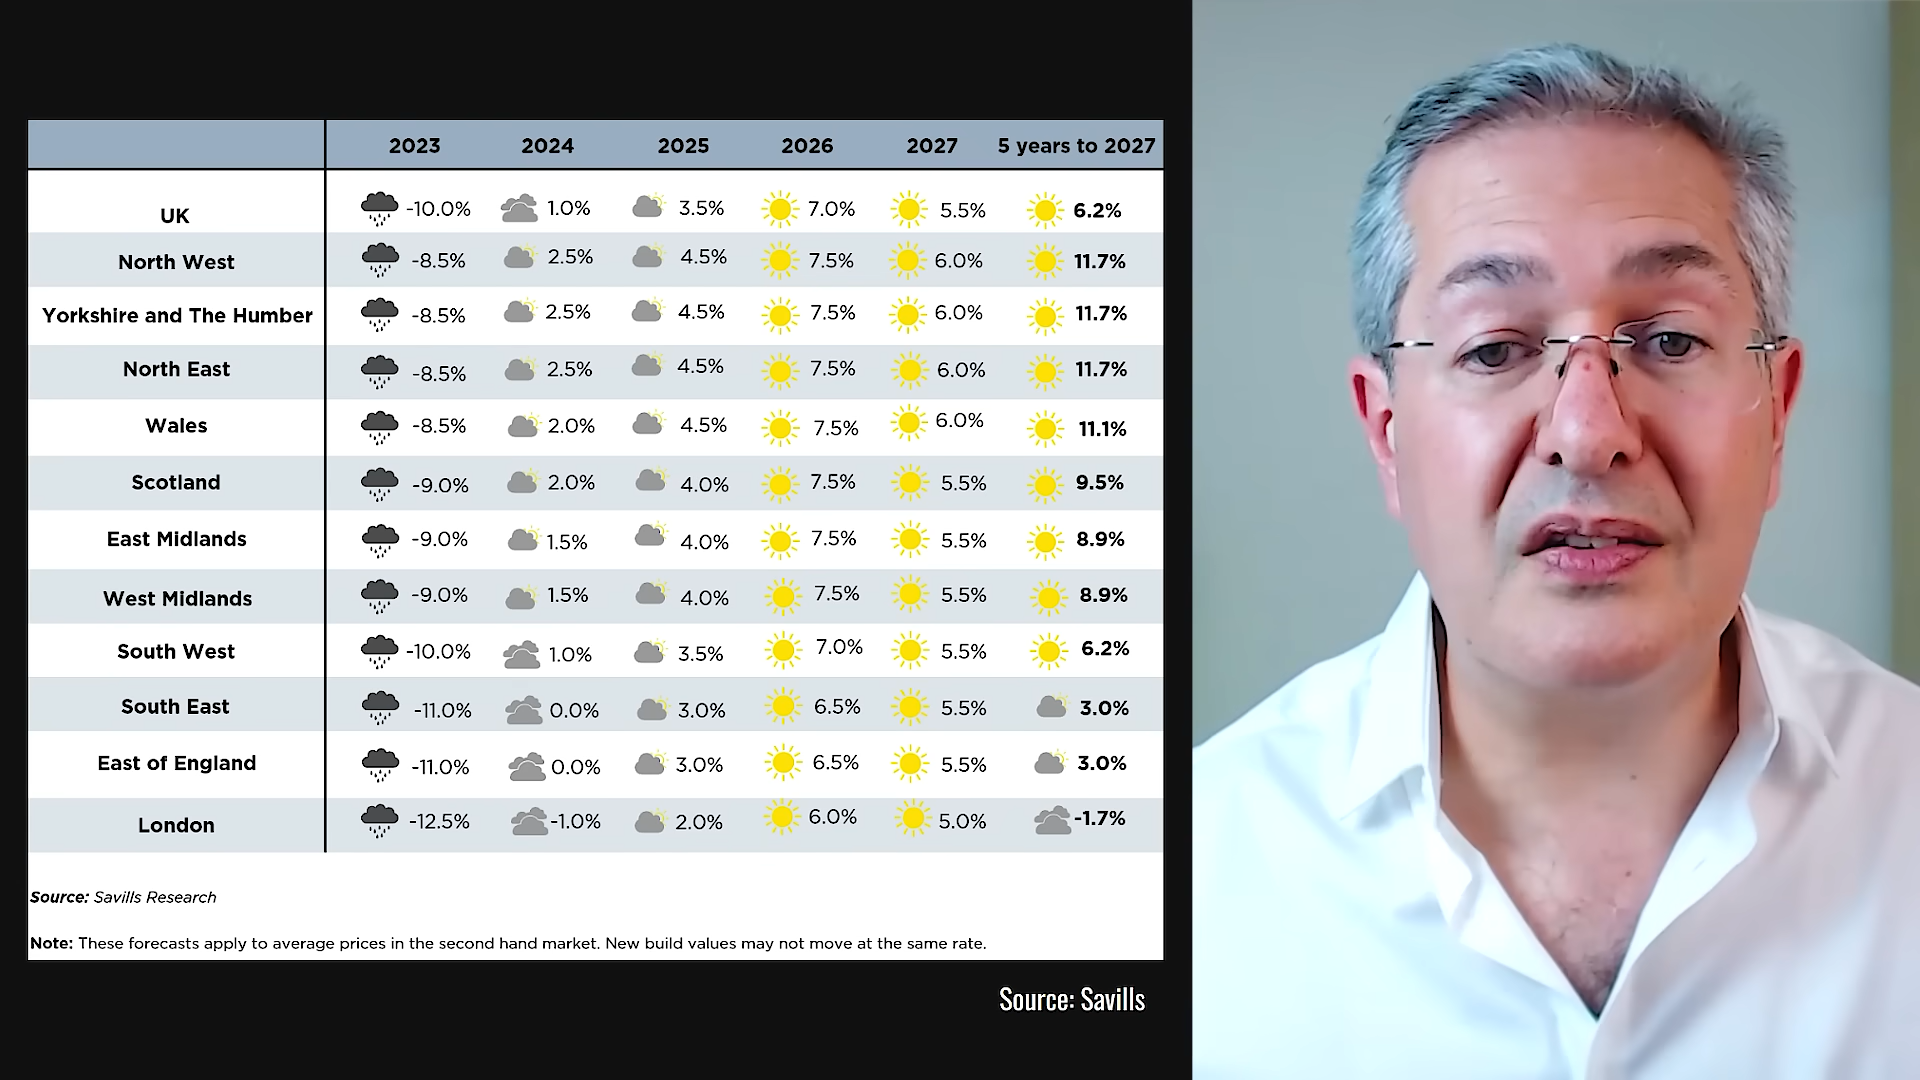 2023 2024 2025 2026 2027 5 years to 2027
UK -10.0% 1.0% 3.5% 7.0% 5.5% 6.2%
North West -8.5% 2.5% 4.5% 7.5% 6.0% 11.7%
Yorkshire and The Humber -8.5% 2.5% 4.5% 7.5% 6.0% 11.7%
North East -8.5% 2.5% 4.5% 7.5% 6.0% 11.7%
Wales -8.5% 2.0% 4.5% 7.5% 6.0% 11.1%
Scotland -9.0% 2.0% 4.0% 7.5% 5.5% 9.5%
East Midlands -9.0% 1.5% 4.0% 7.5% 5.5% 8.9%
West Midlands -9.0% 1.5% 4.0% 7.5% 5.5% 8.9%
South West -10.0% 1.0% 3.5% 7.0% 5.5% 6.2%
South East -11.0% 0.0% 3.0% 6.5% 5.5% 3.0%
East of England -11.0% 0.0% 3.0% 6.5% 5.5% 3.0%
London -12.5% -1.0% 2.0% 6.0% 5.0% -1.7%
Source: Savills Research
Note: These forecasts apply to average prices in the second hand market. New build values may not move at the same rate.
Source: Savills